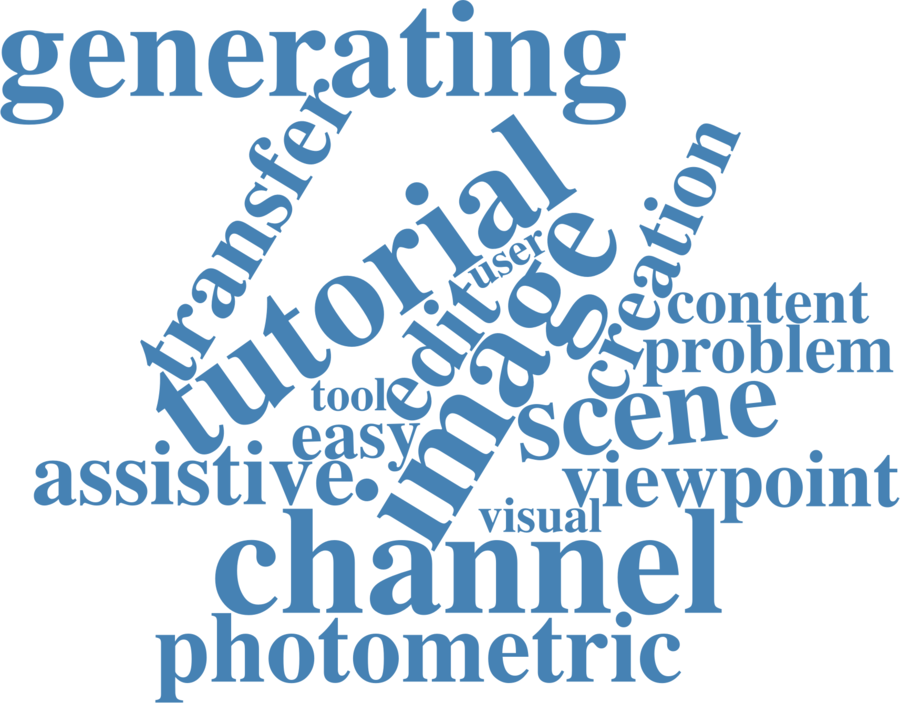 generating
transfer
tutorial
creation
user
image
edit
content
problem
tool
scene
easy
assistive
viewpoint
visual
channel
photometric